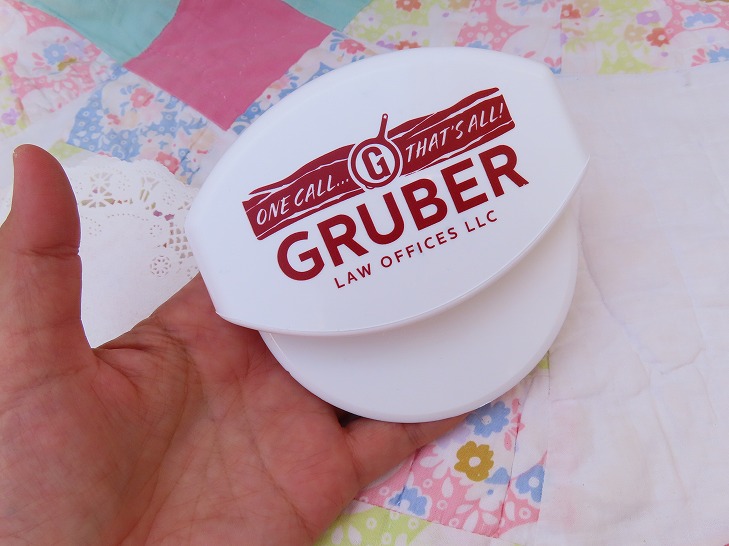 ONE CALL... G THAT'S ALL!
GRUBER
LAW OFFICES LLC